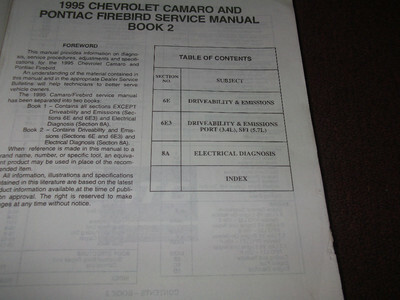 1995 CHEVROLET CAMARO AND
PONTIAC FIREBIRD SERVICE MANUAL
BOOK 2
FOREWORD
This manual provides information on diagno-
sis, service procedures, adjustments and specifi-
cations for the 1995 Chevrolet Camaro and
Pontiac Firebird.
An understanding of the material contained in
this manual and in the appropriate Dealer Service
Bulletins will help technicians to better serve
vehicle owners.
The 1995 Camaro/Firebird service manual
has been separated into two books:
Book 1 – Contains all sections EXCEPT
Driveability and Emissions (Sec-
tions 6E and 6E3) and Electrical
Diagnosis (Section 8A).
Book 2 – Contains Driveability and Emis-
sions (Sections 6E and 6E3) and
Electrical Diagnosis (Section 8A).
When reference is made in this manual to a
brand name, number, or specific tool, an equiva-
ent product may be used in place of the recom-
ended item.
All information, illustrations and specifications
ntained in this literature are based on the latest
duct information available at the time of publi-
on approval. The right is reserved to make
ges at any time without notice.
TABLE OF CONTENTS
SECTION NO. SUBJECT
6E DRIVEABILITY & EMISSIONS
6E3 DRIVEABILITY & EMISSIONS
PORT (3.4L), SFI (5.7L)
8A ELECTRICAL DIAGNOSIS
INDEX